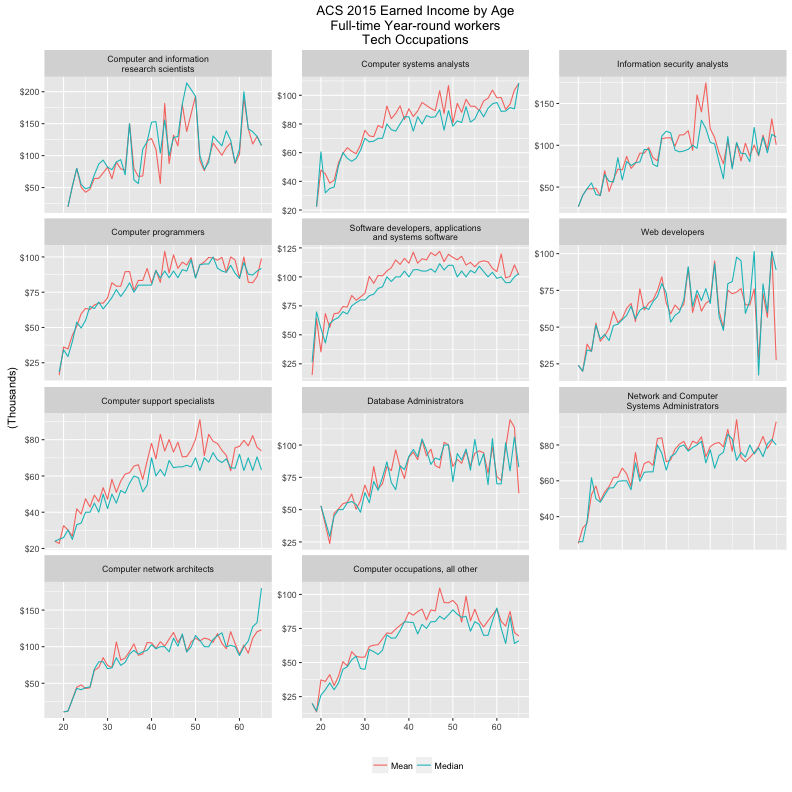 ACS 2015 Earned Income by Age
Full-time Year-round workers
Tech Occupations
(Thousands)
Computer and information
research scientists
$200
$150
$100
$50
Computer systems analysts
$100
$80
$60
$40
$20
Information security analysts
$150
$100
$50
Computer programmers
$100
$75
$50
$25
Software developers, applications
and systems software
$125
$100
$75
$50
$25
Web developers
$100
$75
$50
$25
Computer support specialists
$80
$60
$40
$20
Database Administrators
$100
$75
$50
$25
Network and Computer
Systems Administrators
$80
$60
$40
Computer network architects
$150
$100
$50
20 30 40 50 60
Computer occupations, all other
$100
$75
$50
$25
20 30 40 50 60
Mean Median